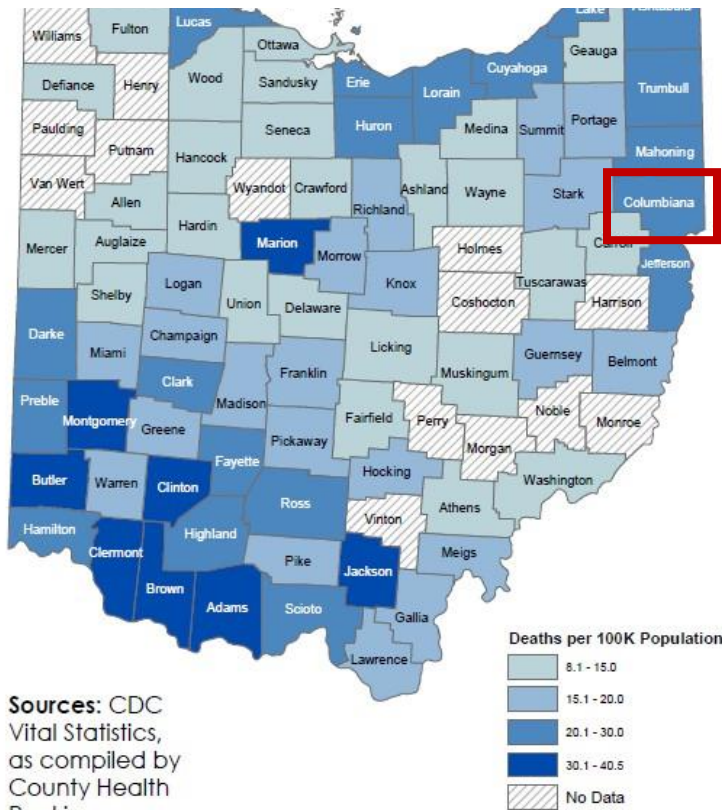 Lucas
Lake
Ashtabula
Williams
Fulton
Ottawa
Geauga
Cuyahoga
Defiance
Henry
Wood
Sandusky
Erie
Lorain
Trumbull
Paulding
Putnam
Hancock
Seneca
Huron
Medina
Summit
Portage
Mahoning
Van Wert
Allen
Wyandot
Crawford
Richland
Ashland
Wayne
Stark
Columbiana
Mercer
Auglaize
Hardin
Marion
Morrow
Holmes
Carroll
Jefferson
Shelby
Logan
Union
Delaware
Knox
Coshocton
Tuscarawas
Harrison
Darke
Miami
Champaign
Clark
Madison
Franklin
Licking
Muskingum
Guernsey
Belmont
Preble
Montgomery
Greene
Pickaway
Fairfield
Perry
Morgan
Noble
Monroe
Butler
Warren
Clinton
Fayette
Ross
Hocking
Vinton
Athens
Washington
Hamilton
Clermont
Brown
Highland
Adams
Pike
Scioto
Jackson
Meigs
Gallia
Lawrence
Deaths per 100K Population
8.1 - 15.0
15.1 - 20.0
20.1 - 30.0
30.1 - 40.5
No Data
Sources: CDC
Vital Statistics,
as compiled by
County Health